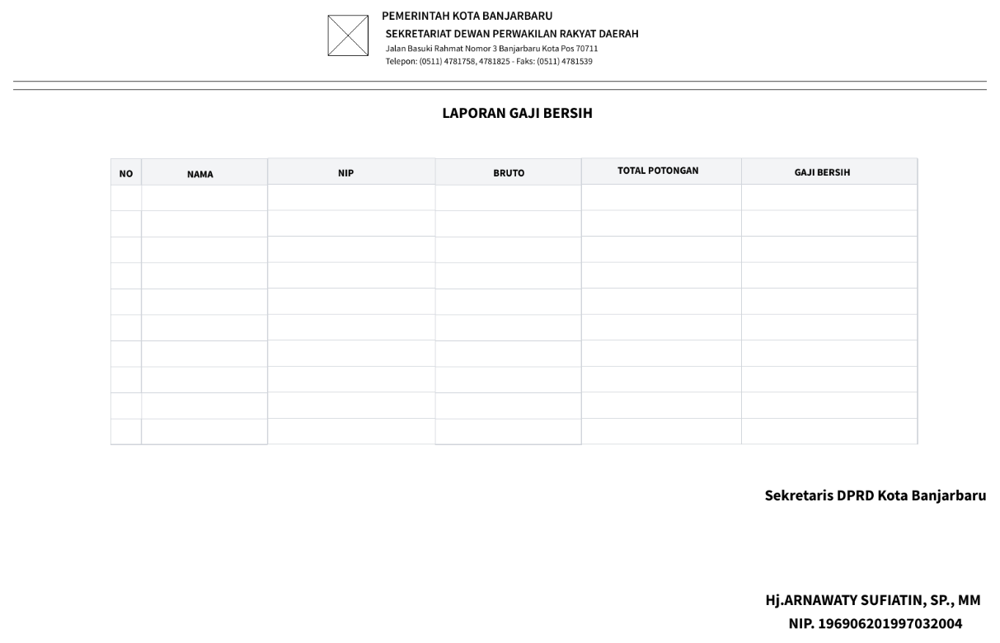 PEMERINTAH KOTA BANJARBARU
SEKRETARIAT DEWAN PERWAKILAN RAKYAT DAERAH
Jalan Basuki Rahmat Nomor 3 Banjarbaru Kota Pos 70711
Telepon: (0511) 4781758, 4781825 - Faks: (0511) 4781539
LAPORAN GAJI BERSIH
NO NAMA NIP BRUTO TOTAL POTONGAN GAJI BERSIH
Sekretaris DPRD Kota Banjarbaru
Hj.ARNAWATY SUFIATIN, SP., MM
NIP. 196906201997032004